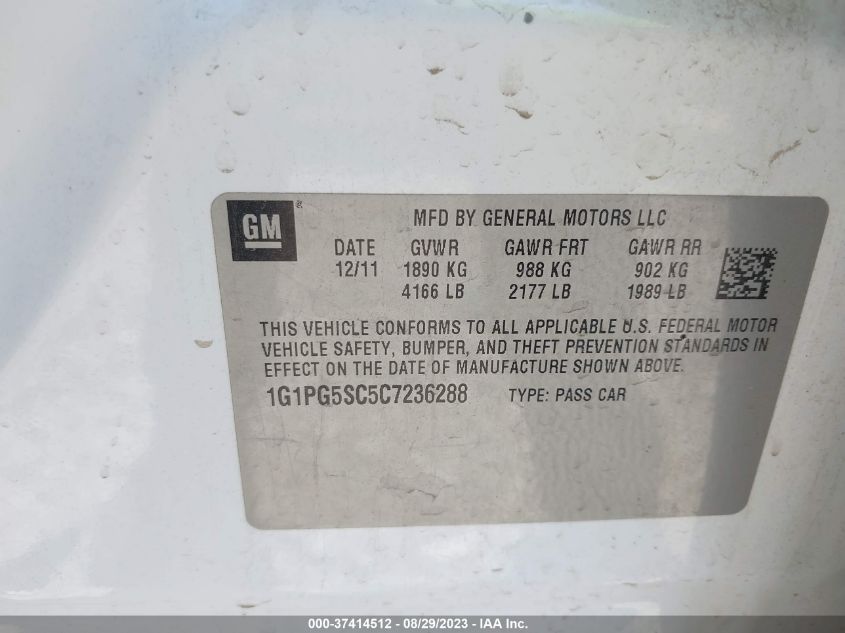 GM ® MFD BY GENERAL MOTORS LLC
DATE GVWR GAWR FRT GAWR RR
12/11 1890 KG 988 KG 902 KG
4166 LB 2177 LB 1989 LB
THIS VEHICLE CONFORMS TO ALL APPLICABLE U.S. FEDERAL MOTOR
VEHICLE SAFETY, BUMPER, AND THEFT PREVENTION STANDARDS IN
EFFECT ON THE DATE OF MANUFACTURE SHOWN ABOVE.
1G1PG5SC5C7236288 TYPE: PASS CAR
000-37414512 - 08/29/2023 - IAA Inc.